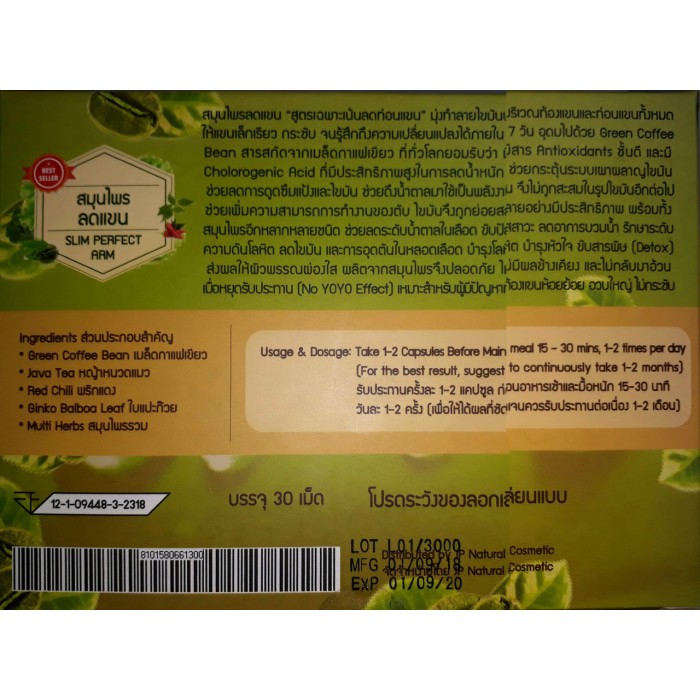 สมุนไพรลดแขน "สูตรเฉพาะเน้นลดท่อนแขน" มุ่งทำลายไขมันบริเวณท้องแขนและท่อนแขนทั้งหมด
ให้แขนเล็กเรียว กระชับ จนรู้สึกถึงความเปลี่ยนแปลงได้ภายใน 7 วัน อุดมไปด้วย Green Coffee
Bean สารสกัดจากเมล็ดกาแฟเขียว ที่ทั่วโลกยอมรับว่า มีสาร Antioxidants ชั้นดี และมี
Cholorogenic Acid ที่มีประสิทธิภาพสูงในการลดน้ำหนัก ช่วยกระตุ้นระบบเผาผลาญไขมัน
ช่วยลดการดูดซึมแป้งและไขมัน ช่วยดึงน้ำตาลมาใช้เป็นพลังงาน จึงไม่ถูกสะสมในรูปไขมันอีกต่อไป
ช่วยเพิ่มความสามารถการทำงานของตับ ไขมันจึงถูกย่อยสลายอย่างมีประสิทธิภาพ พร้อมทั้ง
สมุนไพรอีกหลากหลายชนิด ช่วยลดระดับน้ำตาลในเลือด ขับปัสสาวะ ลดอาการบวมน้ำ รักษาระดับ
ความดันโลหิต ลดไขมัน และการอุดตันในหลอดเลือด บำรุงโลหิต บำรุงหัวใจ ขับสารพิษ (Detox)
ส่งผลให้ผิวพรรณผ่องใส ผลิตจากสมุนไพรจึงปลอดภัย ไม่มีผลข้างเคียง และไม่กลับมาอ้วน
เมื่อหยุดรับประทาน (No YOYO Effect) เหมาะสำหรับผู้มีปัญหาท้องแขนห้อยย้อย อวบใหญ่ ไม่กระชับ
BEST
SELLER
สมุนไพร
ลดแขน
SLIM PERFECT
ARM
Ingredients ส่วนประกอบสำคัญ
• Green Coffee Bean เมล็ดกาแฟเขียว
• Java Tea หญ้าหนวดแมว
• Red Chili พริกแดง
• Ginko Balboa Leaf ใบแปะก๊วย
• Multi Herbs สมุนไพรรวม
Usage & Dosage: Take 1-2 Capsules Before Main meal 15 - 30 mins, 1-2 times per day
(For the best result, suggest to continuously take 1-2 months)
รับประทานครั้งละ 1-2 แคปซูล ก่อนอาหารเช้าและมื้อหนัก 15-30 นาที
วันละ 1-2 ครั้ง (เพื่อให้ได้ผลที่ชัดเจนควรรับประทานต่อเนื่อง 1-2 เดือน)
12-1-09448-3-2318
บรรจุ 30 เม็ด
โปรดระวังของลอกเลียนแบบ
8101580661300
LOT L01/3000
Distributed by JP Natural Cosmetic
MFG 01/09/18
จัดจำหน่ายโดย JP Natural Cosmetic
EXP 01/09/20